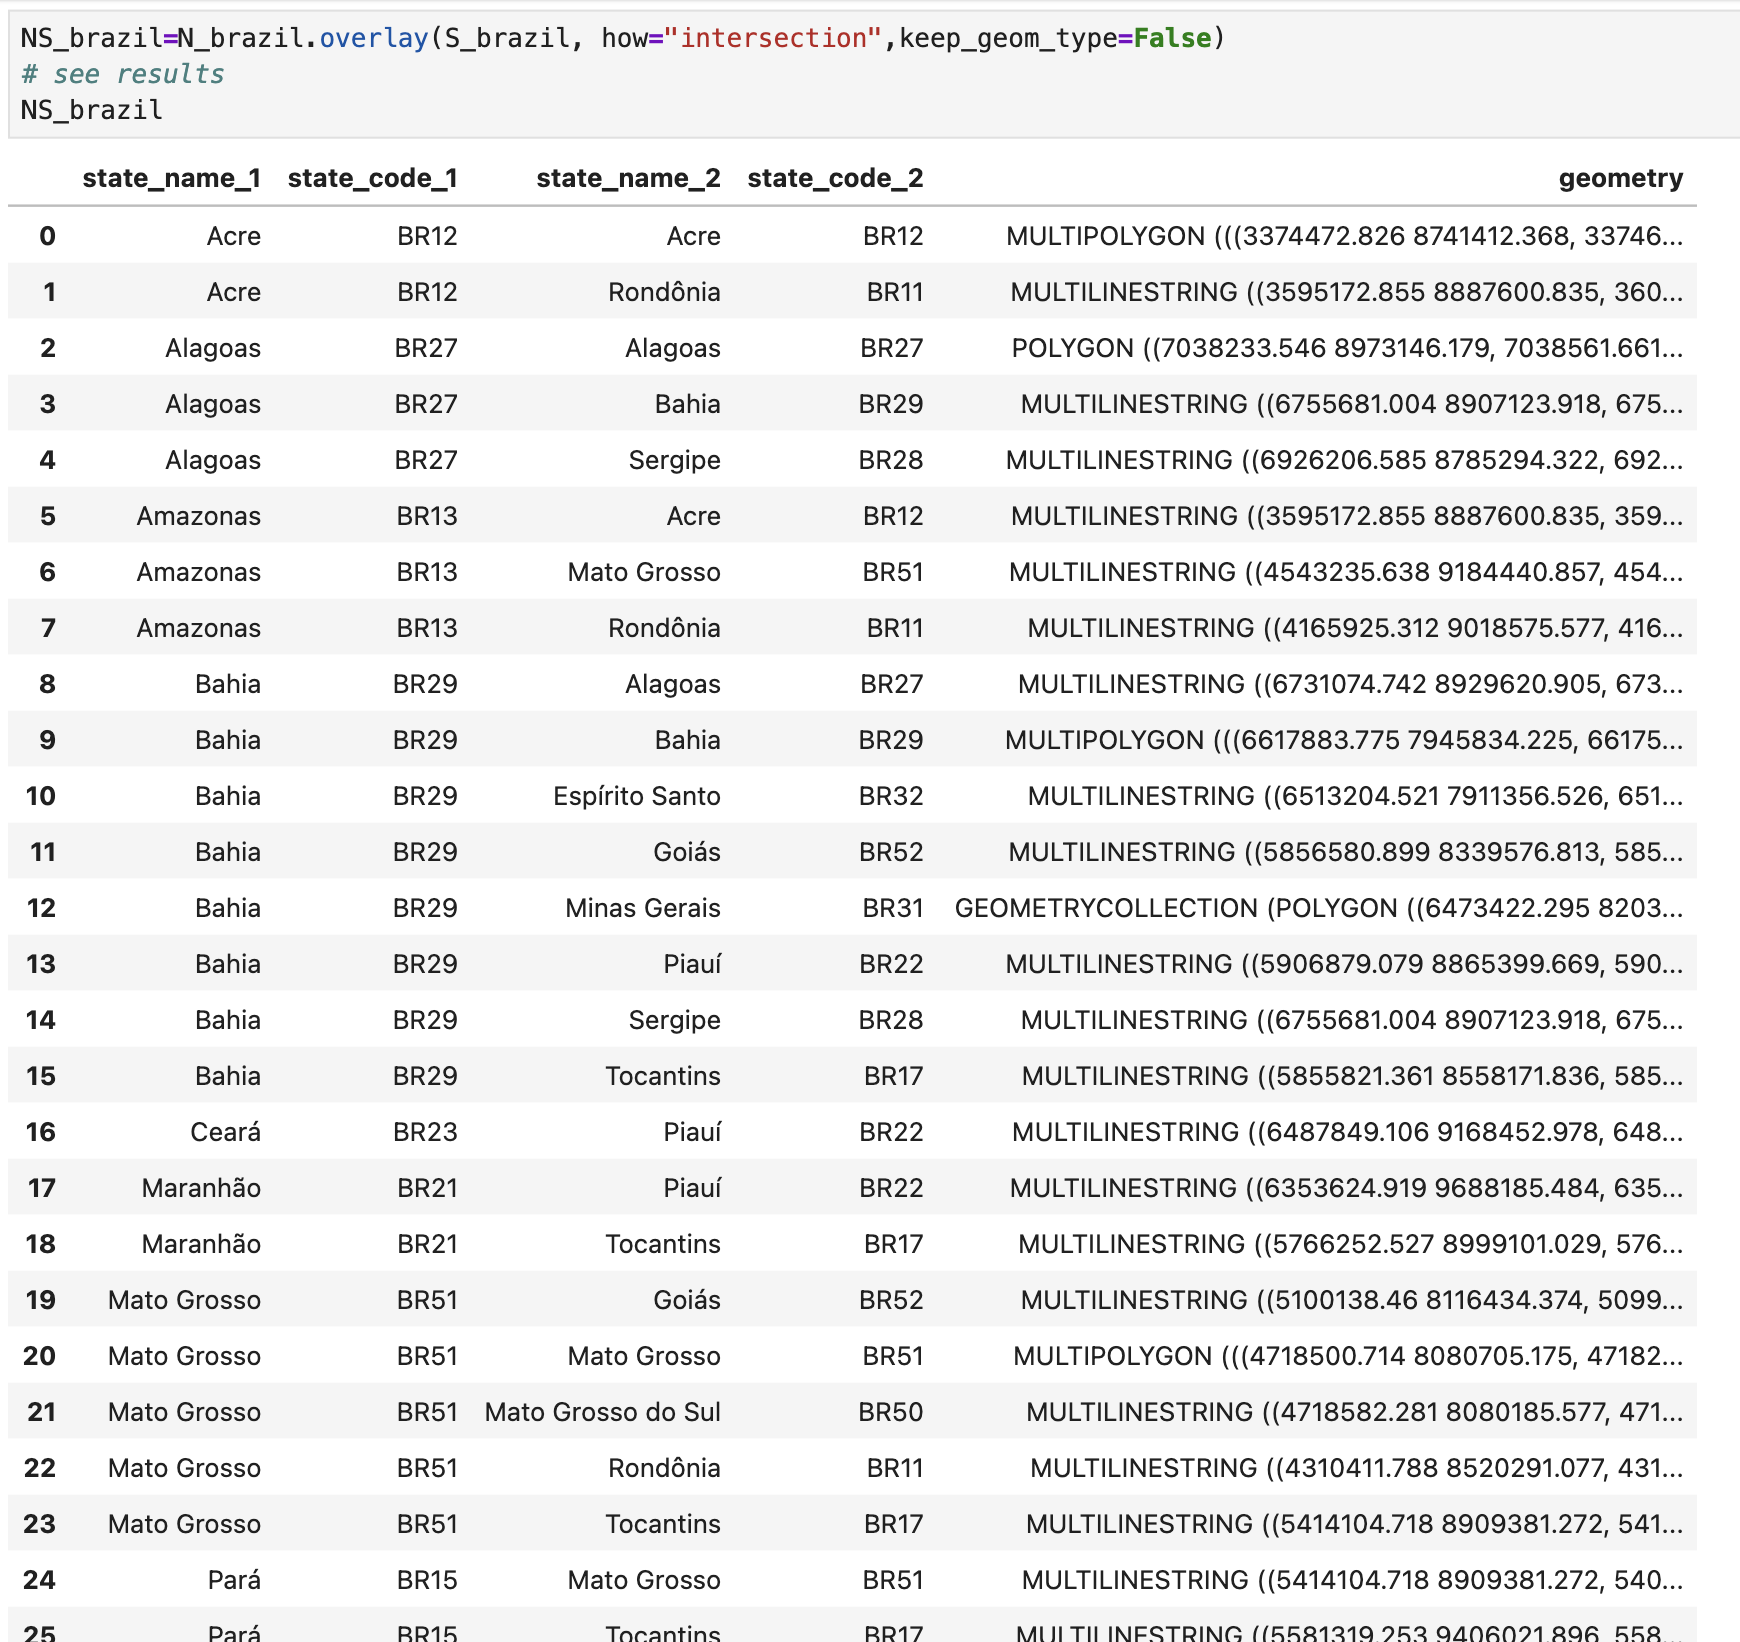 NS_brazil=N_brazil.overlay(S_brazil, how="intersection",keep_geom_type=False)
# see results
NS_brazil
state_name_1 state_code_1 state_name_2 state_code_2 geometry
0 Acre BR12 Acre BR12 MULTIPOLYGON (((3374472.826 8741412.368, 33746...
1 Acre BR12 Rondônia BR11 MULTILINESTRING ((3595172.855 8887600.835, 360...
2 Alagoas BR27 Alagoas BR27 POLYGON ((7038233.546 8973146.179, 7038561.661...
3 Alagoas BR27 Bahia BR29 MULTILINESTRING ((6755681.004 8907123.918, 675...
4 Alagoas BR27 Sergipe BR28 MULTILINESTRING ((6926206.585 8785294.322, 692...
5 Amazonas BR13 Acre BR12 MULTILINESTRING ((3595172.855 8887600.835, 359...
6 Amazonas BR13 Mato Grosso BR51 MULTILINESTRING ((4543235.638 9184440.857, 454...
7 Amazonas BR13 Rondônia BR11 MULTILINESTRING ((4165925.312 9018575.577, 416...
8 Bahia BR29 Alagoas BR27 MULTILINESTRING ((6731074.742 8929620.905, 673...
9 Bahia BR29 Bahia BR29 MULTIPOLYGON (((6617883.775 7945834.225, 66175...
10 Bahia BR29 Espírito Santo BR32 MULTILINESTRING ((6513204.521 7911356.526, 651...
11 Bahia BR29 Goiás BR52 MULTILINESTRING ((5856580.899 8339576.813, 585...
12 Bahia BR29 Minas Gerais BR31 GEOMETRYCOLLECTION (POLYGON ((6473422.295 8203...
13 Bahia BR29 Piauí BR22 MULTILINESTRING ((5906879.079 8865399.669, 590...
14 Bahia BR29 Sergipe BR28 MULTILINESTRING ((6755681.004 8907123.918, 675...
15 Bahia BR29 Tocantins BR17 MULTILINESTRING ((5855821.361 8558171.836, 585...
16 Ceará BR23 Piauí BR22 MULTILINESTRING ((6487849.106 9168452.978, 648...
17 Maranhão BR21 Piauí BR22 MULTILINESTRING ((6353624.919 9688185.484, 635...
18 Maranhão BR21 Tocantins BR17 MULTILINESTRING ((5766252.527 8999101.029, 576...
19 Mato Grosso BR51 Goiás BR52 MULTILINESTRING ((5100138.46 8116434.374, 5099...
20 Mato Grosso BR51 Mato Grosso BR51 MULTIPOLYGON (((4718500.714 8080705.175, 47182...
21 Mato Grosso BR51 Mato Grosso do Sul BR50 MULTILINESTRING ((4718582.281 8080185.577, 471...
22 Mato Grosso BR51 Rondônia BR11 MULTILINESTRING ((4310411.788 8520291.077, 431...
23 Mato Grosso BR51 Tocantins BR17 MULTILINESTRING ((5414104.718 8909381.272, 541...
24 Pará BR15 Mato Grosso BR51 MULTILINESTRING ((5414104.718 8909381.272, 540...
25 Pará BR15 Tocantins BR17 MULTILINESTRING ((5581319.253 9406021.896, 558...